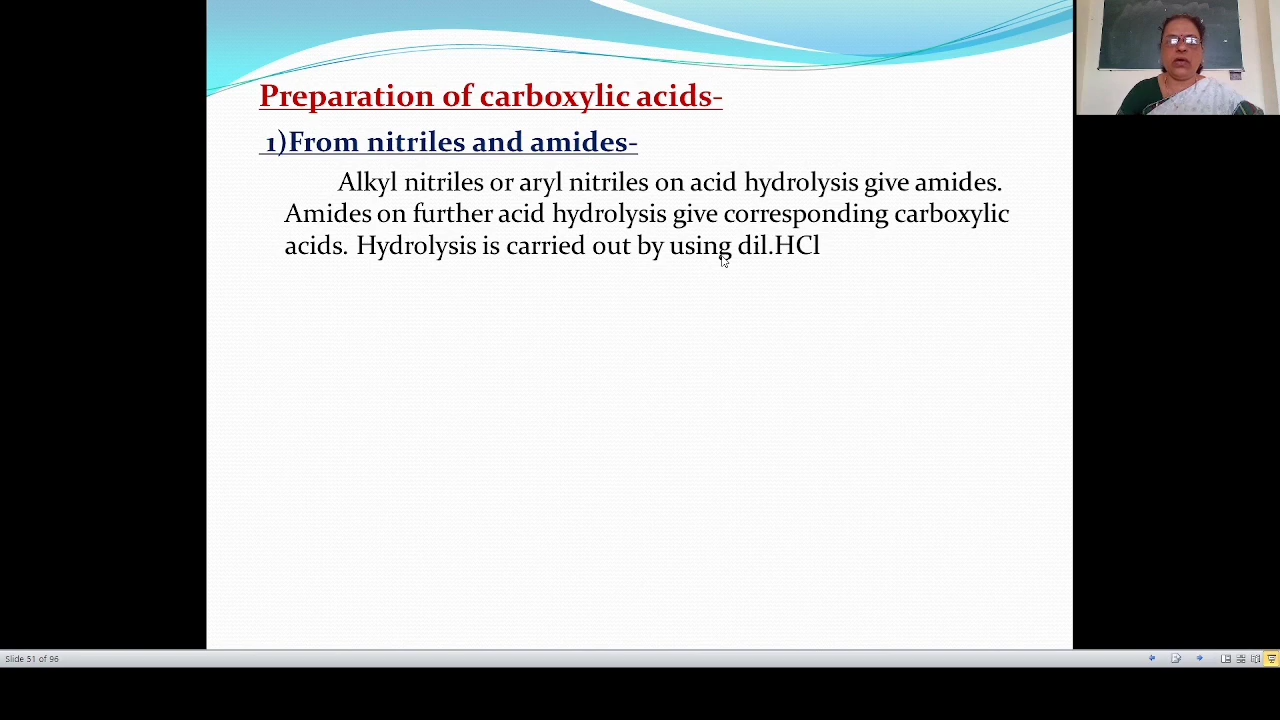 Preparation of carboxylic acids-
1)From nitriles and amides-
Alkyl nitriles or aryl nitriles on acid hydrolysis give amides.
Amides on further acid hydrolysis give corresponding carboxylic
acids. Hydrolysis is carried out by using dil.HCl
Slide 51 of 96